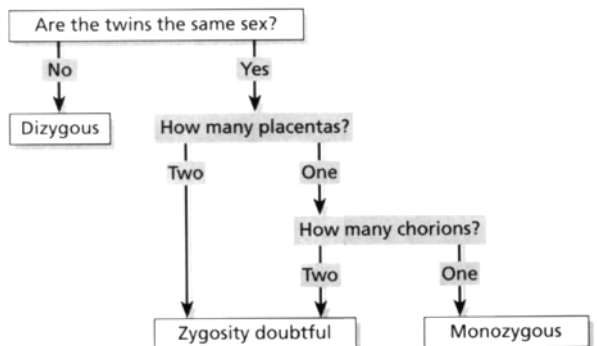 Are the twins the same sex?
No
Yes
Dizygous
How many placentas?
Two
One
How many chorions?
Two
One
Zygosity doubtful
Monozygous